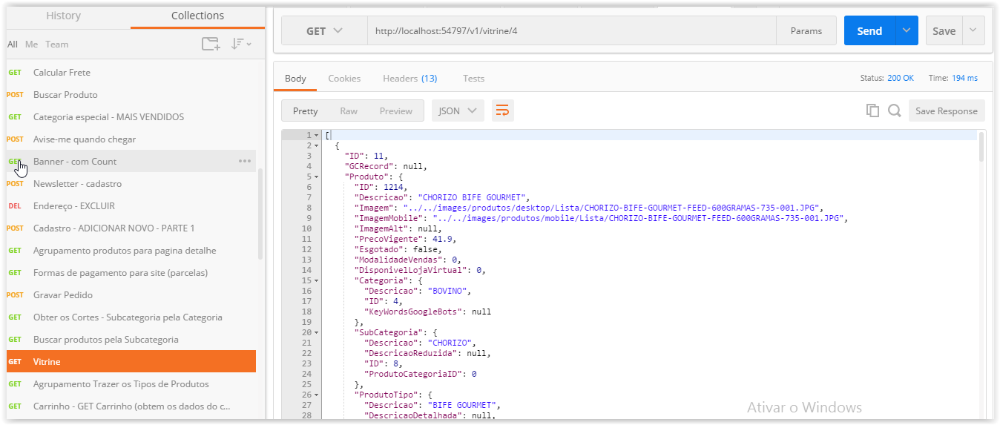 History Collections
All Me Team
GET Calcular Frete
POST Buscar Produto
GET Categoria especial - MAIS VENDIDOS
POST Avise-me quando chegar
GET Banner - com Count
POST Newsletter - cadastro
DEL Endereço - EXCLUIR
POST Cadastro - ADICIONAR NOVO - PARTE 1
GET Agrupamento produtos para pagina detalhe
GET Formas de pagamento para site (parcelas)
POST Gravar Pedido
GET Obter os Cortes - Subcategoria pela Categoria
GET Buscar produtos pela Subcategoria
GET Vitrine
GET Agrupamento Trazer os Tipos de Produtos
GET Carrinho - GET Carrinho (obtem os dados do c...
GET http://localhost:54797/v1/vitrine/4 Params Send Save
Body Cookies Headers (13) Tests Status: 200 OK Time: 194 ms
Pretty Raw Preview JSON Save Response
1 [
2 {
3 "ID": 11,
4 "GCRecord": null,
5 "Produto": {
6 "ID": 1214,
7 "Descricao": "CHORIZO BIFE GOURMET",
8 "Imagem": "../../images/produtos/desktop/Lista/CHORIZO-BIFE-GOURMET-FEED-600GRAMAS-735-001.JPG",
9 "ImagemMobile": "../../images/produtos/mobile/Lista/CHORIZO-BIFE-GOURMET-FEED-600GRAMAS-735-001.JPG",
10 "ImagemAlt": null,
11 "PrecoVigente": 41.9,
12 "Esgotado": false,
13 "ModalidadeVendas": 0,
14 "DisponivelLojaVirtual": 0,
15 "Categoria": {
16 "Descricao": "BOVINO",
17 "ID": 4,
18 "KeyWordsGoogleBots": null
19 },
20 "SubCategoria": {
21 "Descricao": "CHORIZO",
22 "DescricaoReduzida": null,
23 "ID": 8,
24 "ProdutoCategoriaID": 0
25 },
26 "ProdutoTipo": {
27 "Descricao": "BIFE GOURMET",
28 "DescricaoDetalhada": null,
Ativar o Windows